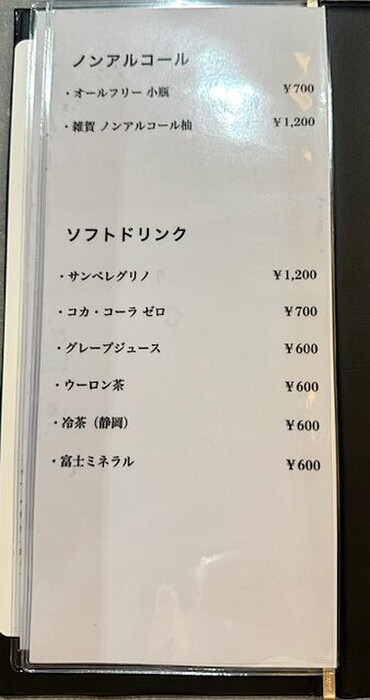 ノンアルコール
・オールフリー 小瓶 ¥700
・雑賀 ノンアルコール柚 ¥1,200
ソフトドリンク
・サンペレグリノ ¥1,200
・コカ・コーラ ゼロ ¥700
・グレープジュース ¥600
・ウーロン茶 ¥600
・冷茶（静岡） ¥600
・富士ミネラル ¥600